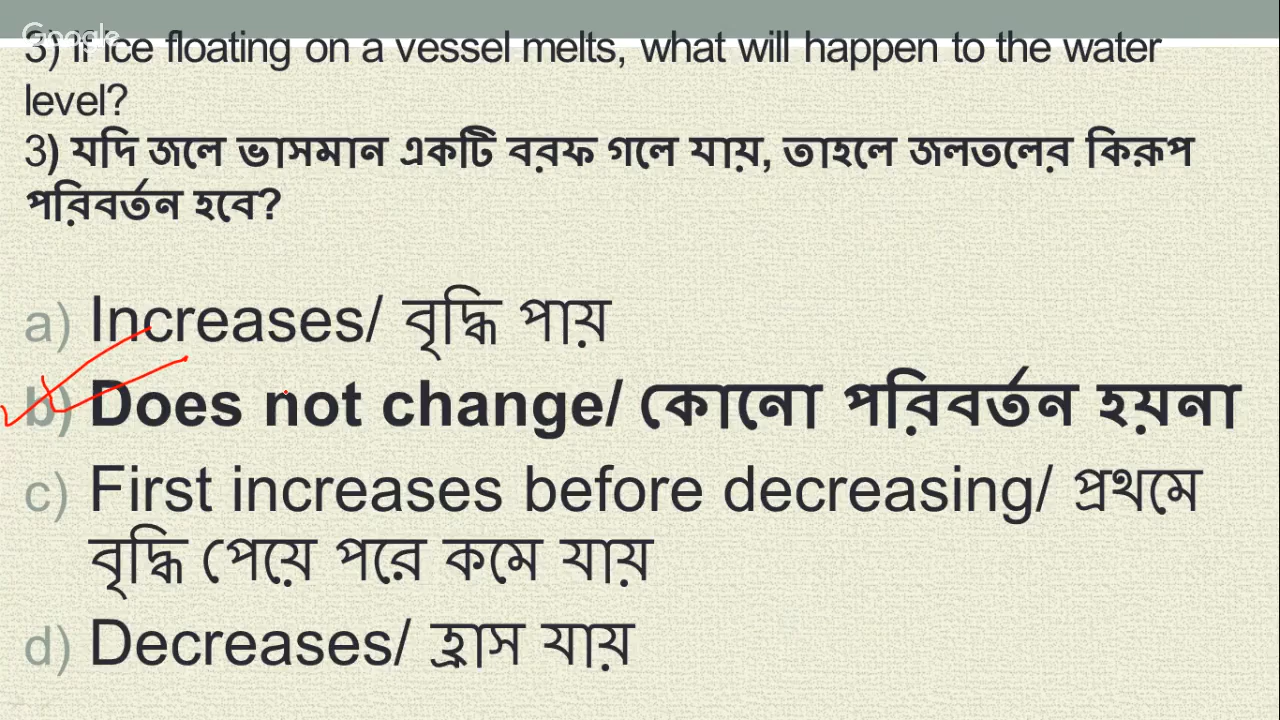 Google
3) If ice floating on a vessel melts, what will happen to the water
level?
3) যদি জলে ভাসমান একটি বরফ গলে যায়, তাহলে জলতলের কিরূপ
পরিবর্তন হবে?
a) Increases/ বৃদ্ধি পায়
b) Does not change/ কোনো পরিবর্তন হয়না
c) First increases before decreasing/ প্রথমে
বৃদ্ধি পেয়ে পরে কমে যায়
d) Decreases/ হ্রাস যায়